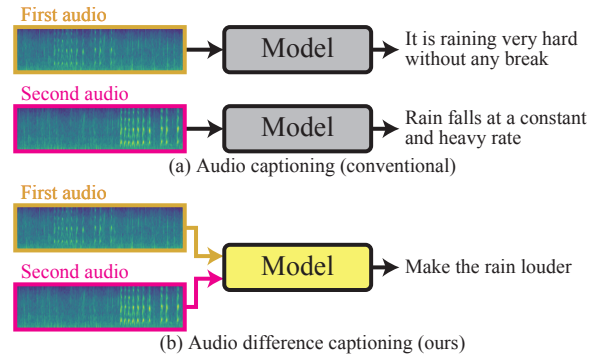 First audio
Model
It is raining very hard
without any break
Second audio
Model
Rain falls at a constant
and heavy rate
(a) Audio captioning (conventional)
First audio
Second audio
Model
Make the rain louder
(b) Audio difference captioning (ours)